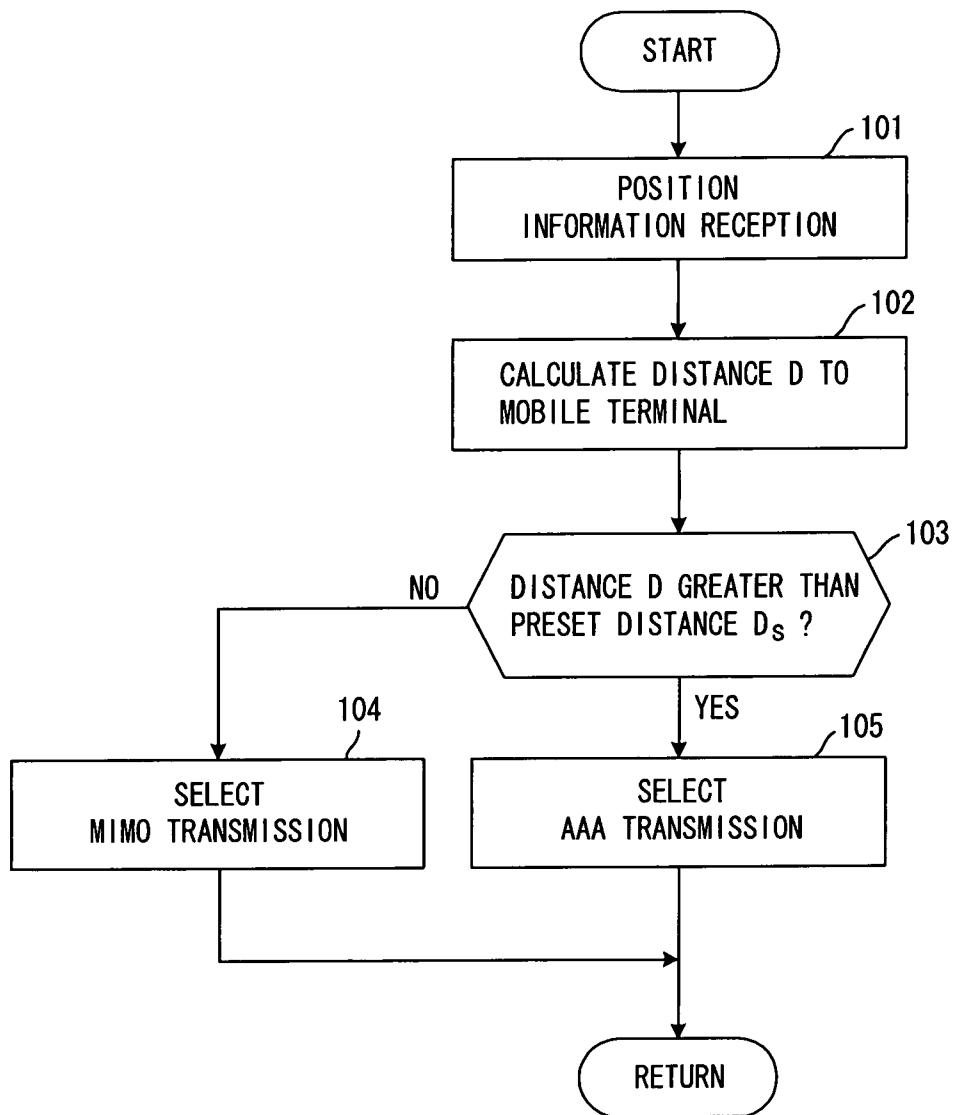 START
101
POSITION
INFORMATION RECEPTION
102
CALCULATE DISTANCE D TO
MOBILE TERMINAL
103
NO
DISTANCE D GREATER THAN
PRESET DISTANCE DS ?
YES
104
105
SELECT
MIMO TRANSMISSION
SELECT
AAA TRANSMISSION
RETURN